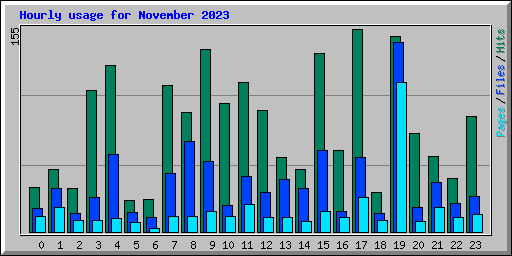 Hourly usage for November 2023
155
Pages/Files/Hits
0 1 2 3 4 5 6 7 8 9 10 11 12 13 14 15 16 17 18 19 20 21 22 23